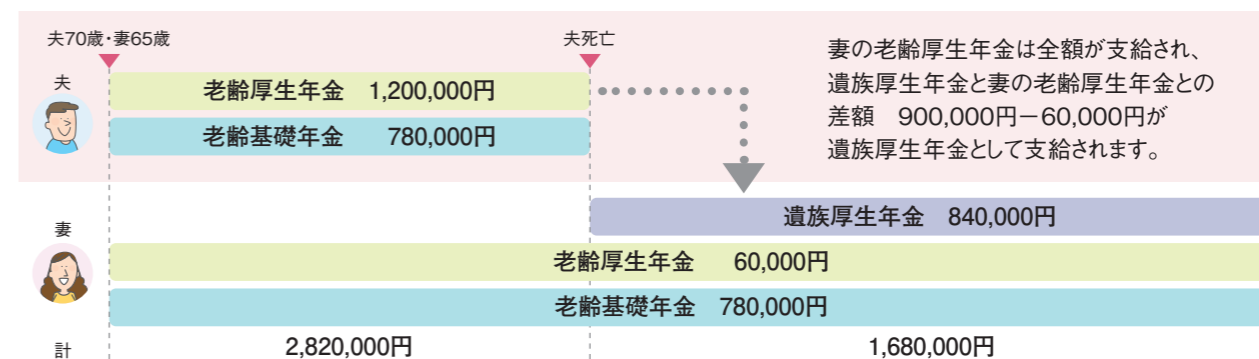 夫70歳・妻65歳
夫死亡
夫
老齢厚生年金 1,200,000円
老齢基礎年金 780,000円
妻の老齢厚生年金は全額が支給され、
遺族厚生年金と妻の老齢厚生年金との
差額 900,000円－60,000円が
遺族厚生年金として支給されます。
妻
遺族厚生年金 840,000円
老齢厚生年金 60,000円
老齢基礎年金 780,000円
計 2,820,000円 1,680,000円